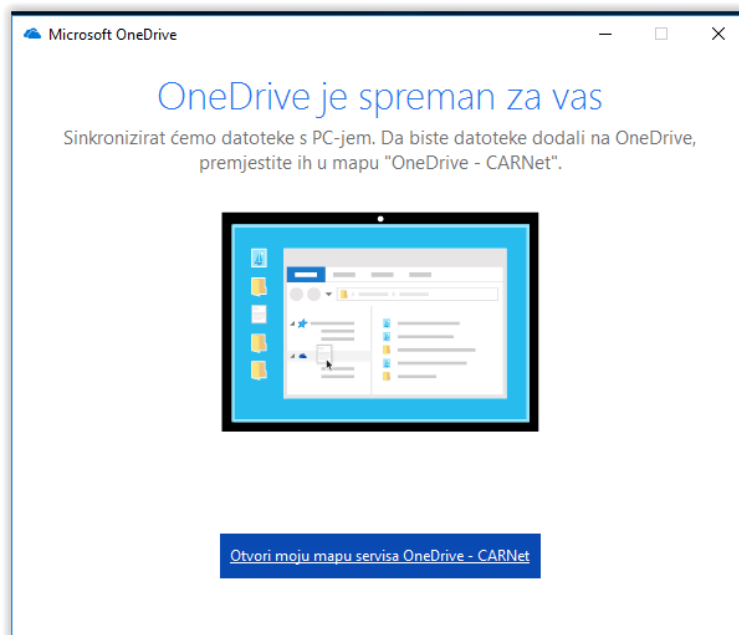 Microsoft OneDrive
OneDrive je spreman za vas
Sinkronizirat ćemo datoteke s PC-jem. Da biste datoteke dodali na OneDrive,
premjestite ih u mapu "OneDrive - CARNet".
Otvori moju mapu servisa OneDrive - CARNet